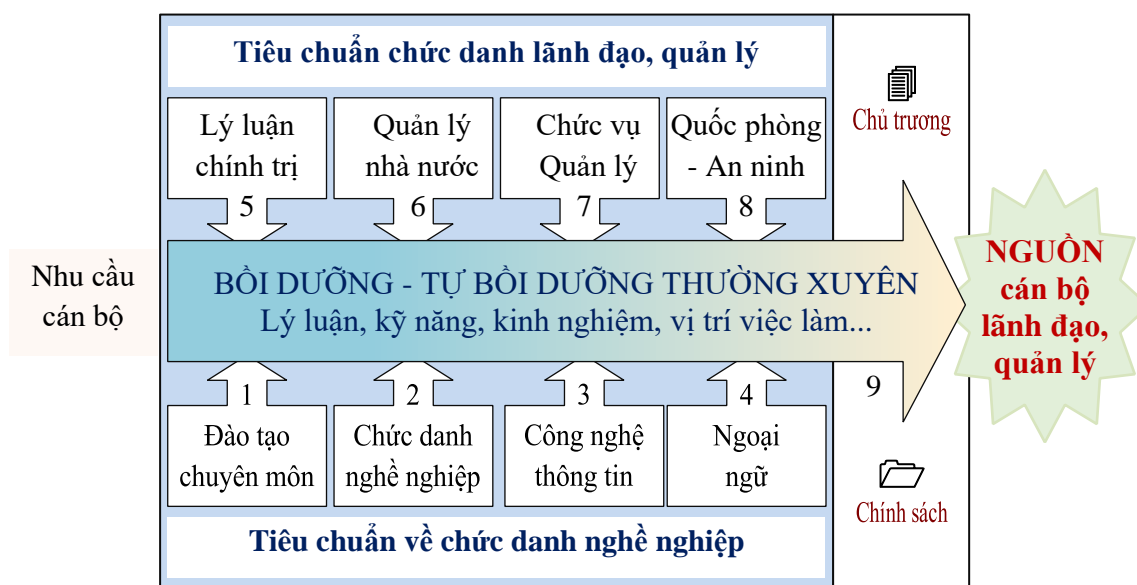 Tiêu chuẩn chức danh lãnh đạo, quản lý
Lý luận
chính trị
5
Quản lý
nhà nước
6
Chức vụ
Quản lý
7
Quốc phòng
- An ninh
8
Chủ trương
Nhu cầu
cán bộ
BỒI DƯỠNG - TỰ BỒI DƯỠNG THƯỜNG XUYÊN
Lý luận, kỹ năng, kinh nghiệm, vị trí việc làm...
NGUỒN
cán bộ
lãnh đạo,
quản lý
1
Đào tạo
chuyên môn
2
Chức danh
nghề nghiệp
3
Công nghệ
thông tin
4
Ngoại
ngữ
9
Chính sách
Tiêu chuẩn về chức danh nghề nghiệp